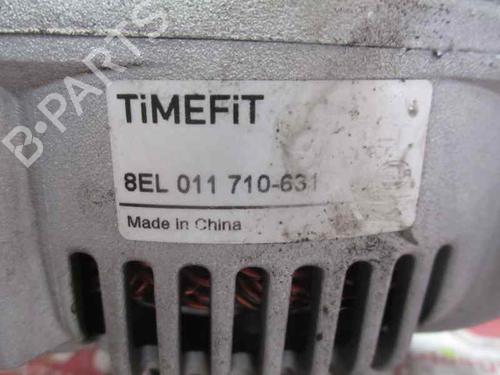 B-PARTS
TiMEFiT
8EL 011 710-631
Made in China